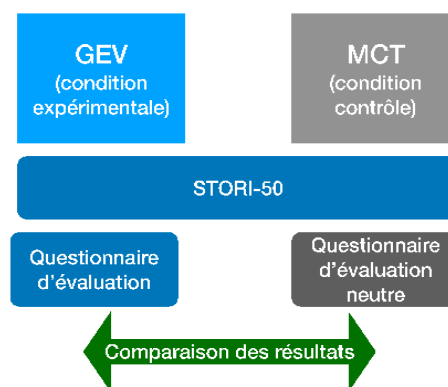 GEV
(condition
expérimentale)
MCT
(condition
contrôle)
STORI-50
Questionnaire
d'évaluation
Questionnaire
d'évaluation
neutre
Comparaison des résultats